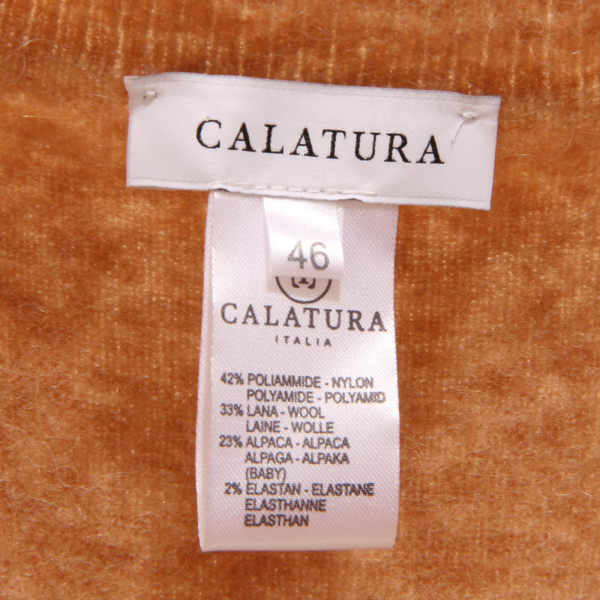 CALATURA
46
CALATURA
ITALIA
42% POLIAMMIDE - NYLON
POLYAMIDE - POLYAMID
33% LANA - WOOL
LAINE - WOLLE
23% ALPACA - ALPACA
ALPAGA - ALPAKA
(BABY)
2% ELASTAN - ELASTANE
ELASTHANNE
ELASTHAN